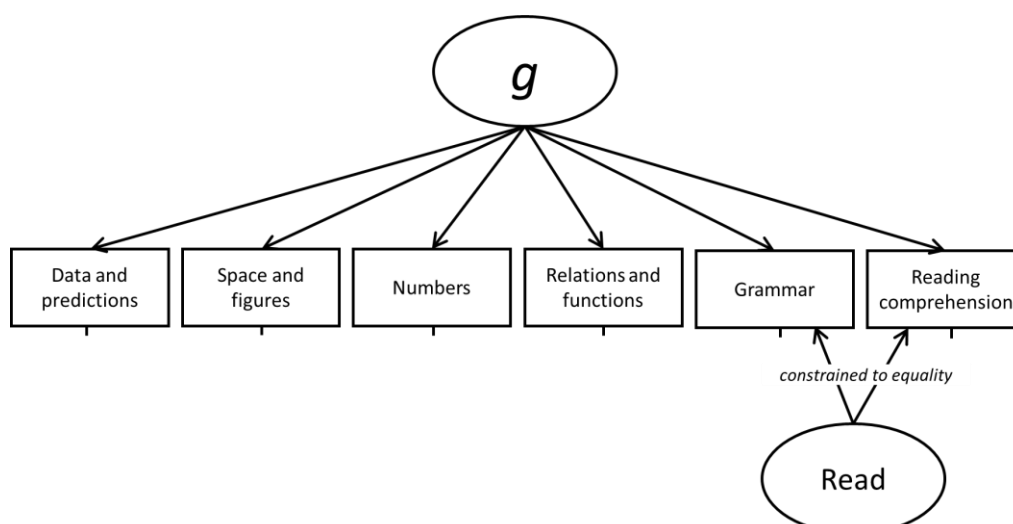 g
Data and
predictions
Space and
figures
Numbers
Relations and
functions
Grammar
Reading
comprehension
constrained to equality
Read